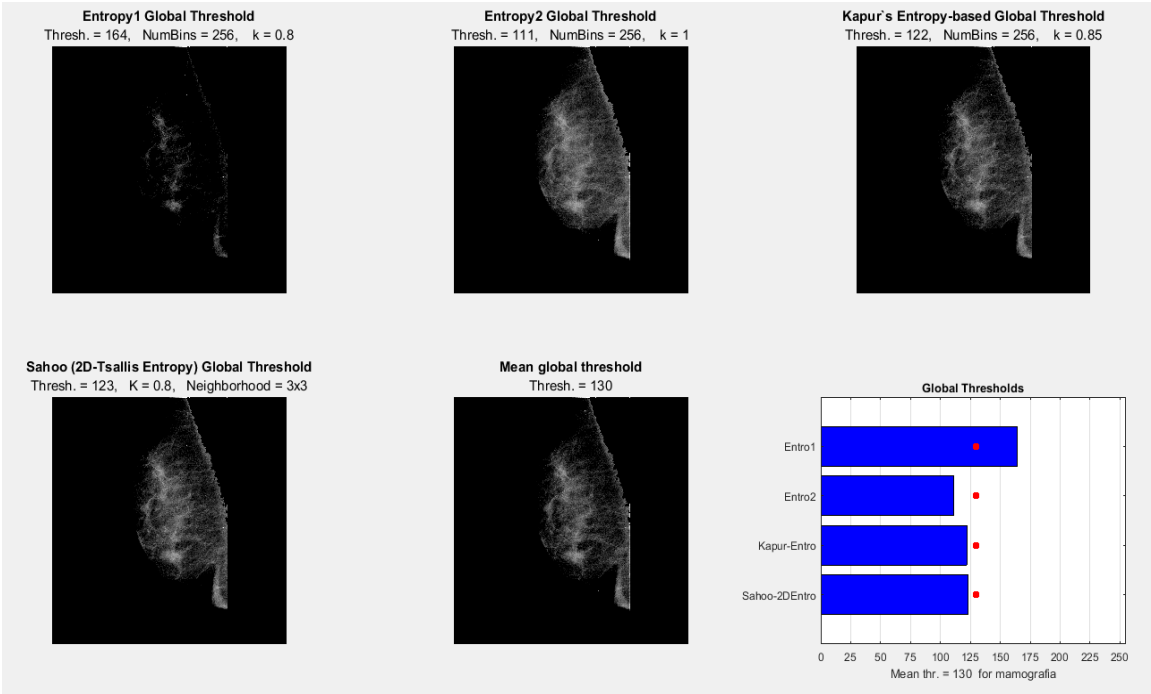 Entropy1 Global Threshold
Thresh. = 164,   NumBins = 256,    k = 0.8
Entropy2 Global Threshold
Thresh. = 111,   NumBins = 256,    k = 1
Kapur`s Entropy-based Global Threshold
Thresh. = 122,   NumBins = 256,    k = 0.85
Sahoo (2D-Tsallis Entropy) Global Threshold
Thresh. = 123,   K = 0.8,   Neighborhood = 3x3
Mean global threshold
Thresh. = 130
Global Thresholds
Entro1
Entro2
Kapur-Entro
Sahoo-2DEntro
0 25 50 75 100 125 150 175 200 225 250
Mean thr. = 130  for mamografia